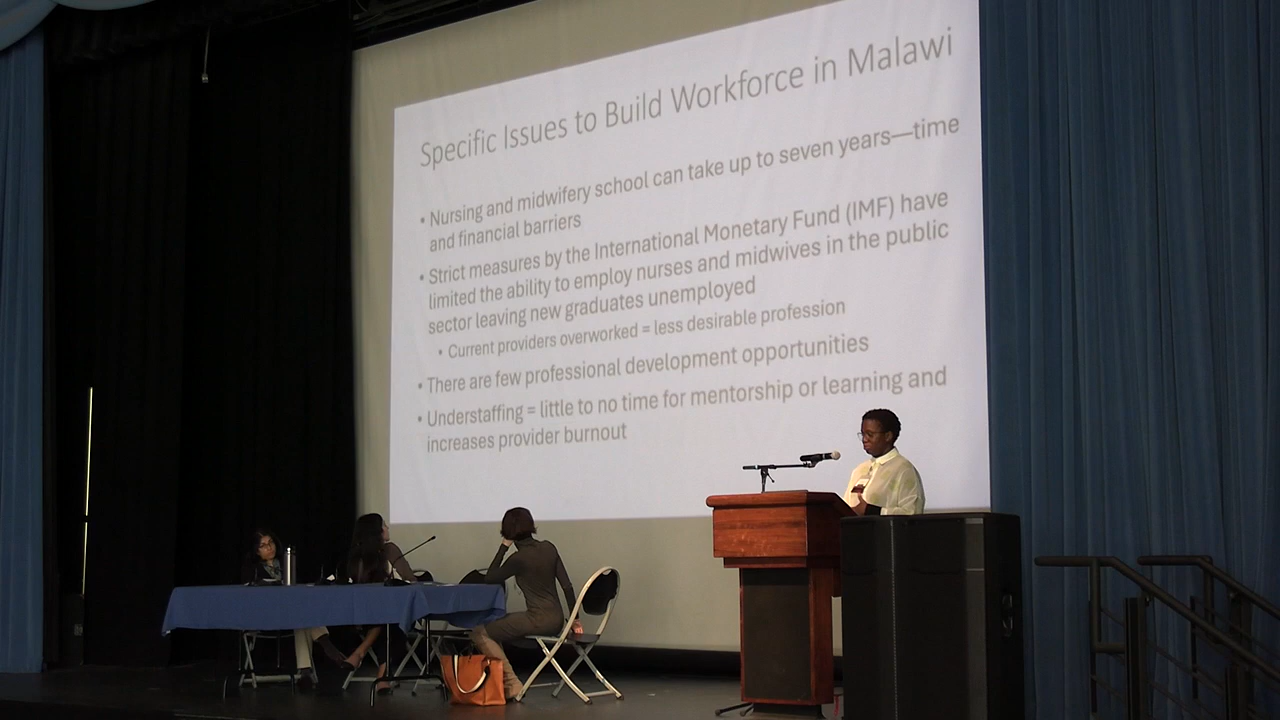 Specific Issues to Build Workforce in Malawi
• Nursing and midwifery school can take up to seven years—time
and financial barriers
• Strict measures by the International Monetary Fund (IMF) have
limited the ability to employ nurses and midwives in the public
sector leaving new graduates unemployed
• Current providers overworked = less desirable profession
• There are few professional development opportunities
• Understaffing = little to no time for mentorship or learning and
increases provider burnout